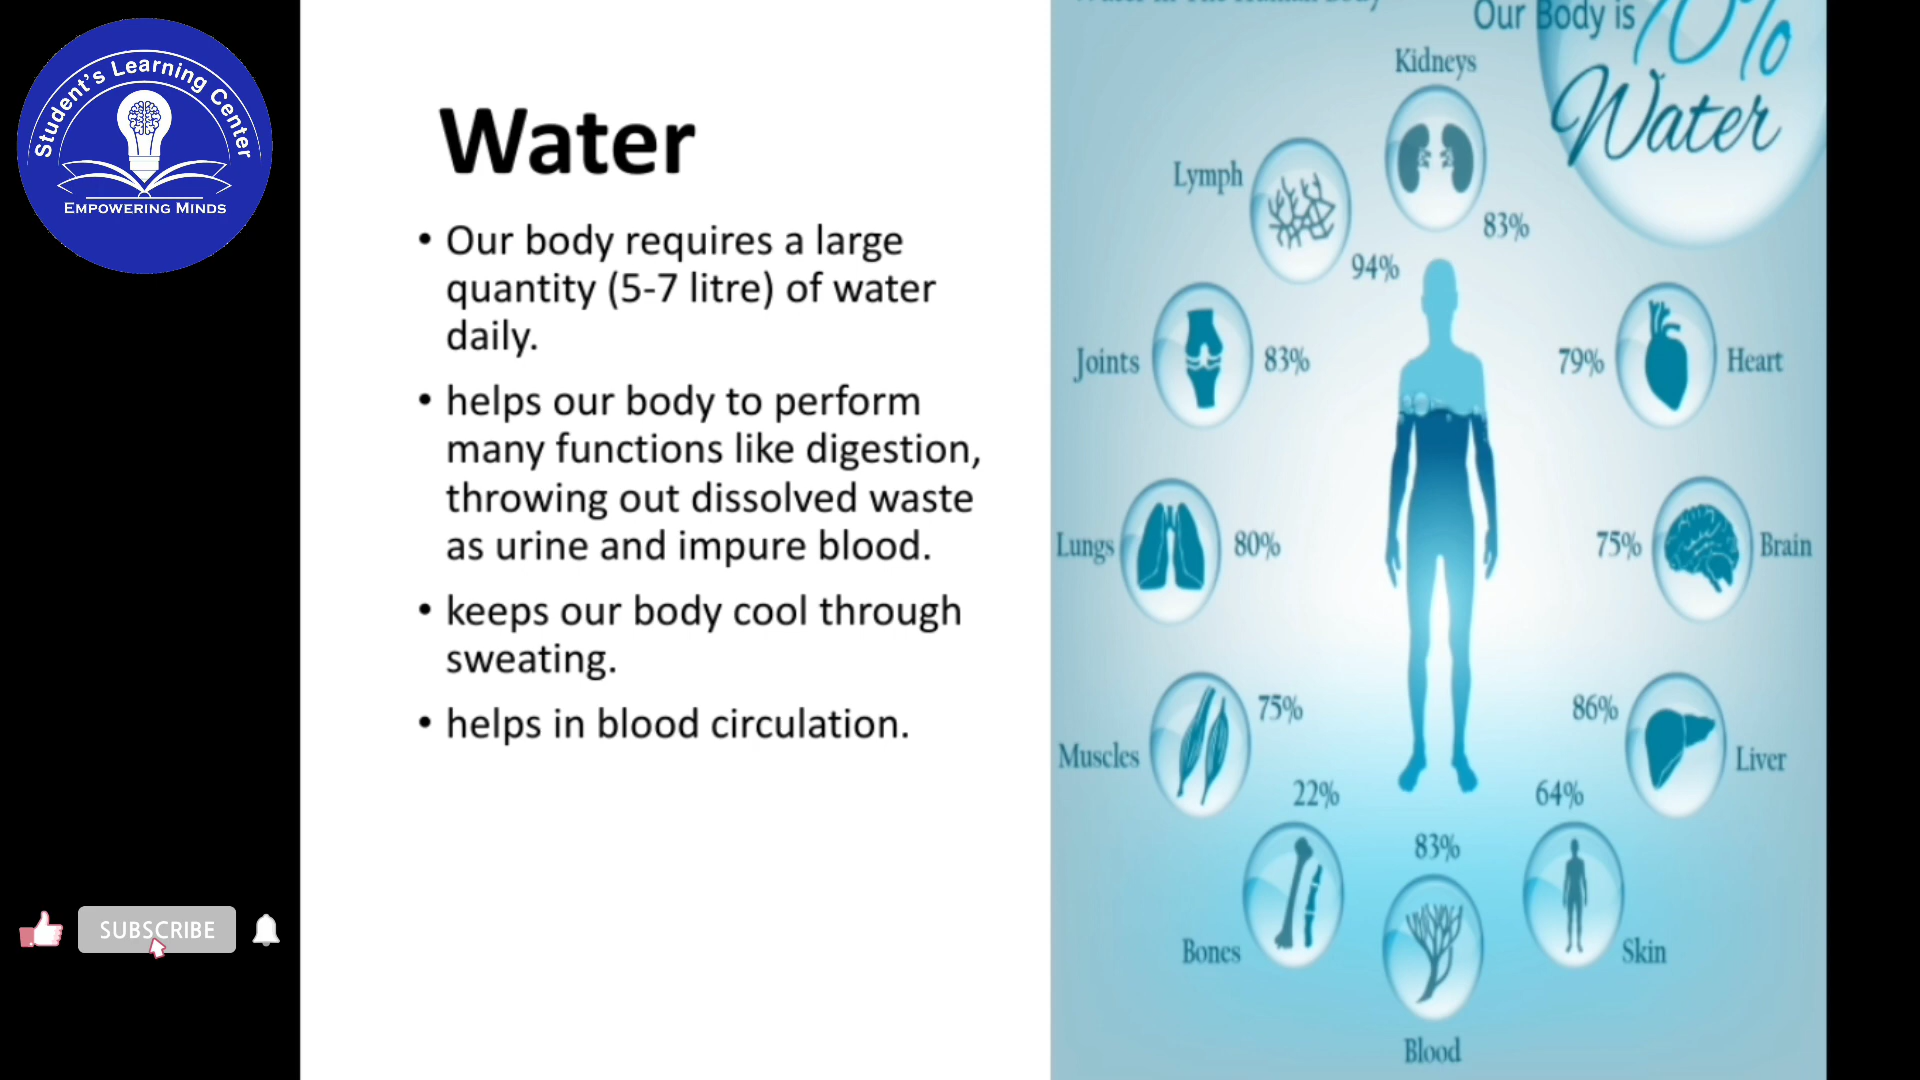 Student's Learning Center
EMPOWERING MINDS
Water
• Our body requires a large
quantity (5-7 litre) of water
daily.
• helps our body to perform
many functions like digestion,
throwing out dissolved waste
as urine and impure blood.
• keeps our body cool through
sweating.
• helps in blood circulation.
SUBSCRIBE
Our Body is
70%
Water
Kidneys
83%
Lymph
94%
Joints
83%
79%
Heart
Lungs
80%
75%
Brain
Muscles
75%
86%
Liver
22%
Bones
64%
Skin
83%
Blood